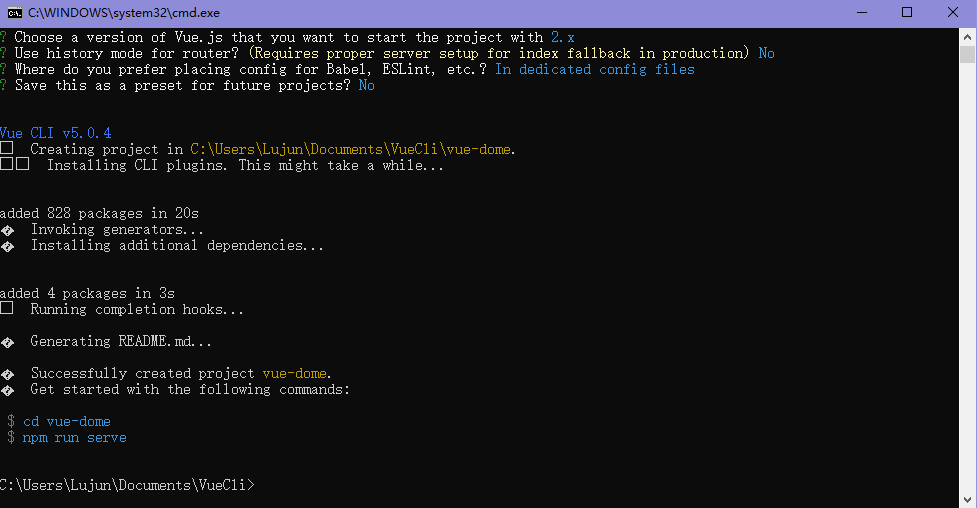 C:\WINDOWS\system32\cmd.exe
? Choose a version of Vue.js that you want to start the project with 2.x
? Use history mode for router? (Requires proper server setup for index fallback in production) No
? Where do you prefer placing config for Babel, ESLint, etc.? In dedicated config files
? Save this as a preset for future projects? No
Vue CLI v5.0.4
□ Creating project in C:\Users\Lujun\Documents\VueCli\vue-dome.
□□ Installing CLI plugins. This might take a while...
added 828 packages in 20s
� Invoking generators...
� Installing additional dependencies...
added 4 packages in 3s
□ Running completion hooks...
� Generating README.md...
� Successfully created project vue-dome.
� Get started with the following commands:
$ cd vue-dome
$ npm run serve
C:\Users\Lujun\Documents\VueCli>